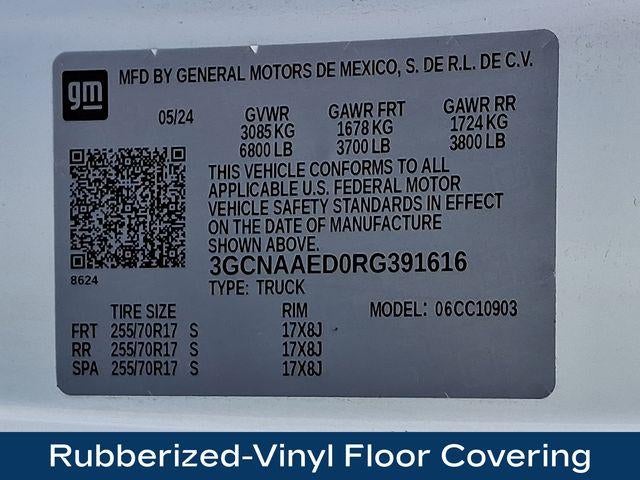 gm
MFD BY GENERAL MOTORS DE MEXICO, S. DE R.L. DE C.V.
05/24 GVWR GAWR FRT GAWR RR
3085 KG 1678 KG 1724 KG
6800 LB 3700 LB 3800 LB
THIS VEHICLE CONFORMS TO ALL
APPLICABLE U.S. FEDERAL MOTOR
VEHICLE SAFETY STANDARDS IN EFFECT
ON THE DATE OF MANUFACTURE
SHOWN ABOVE.
8624
3GCNAAED0RG391616
TYPE: TRUCK
TIRE SIZE RIM MODEL: 06CC10903
FRT 255/70R17 S 17X8J
RR 255/70R17 S 17X8J
SPA 255/70R17 S 17X8J
Rubberized-Vinyl Floor Covering